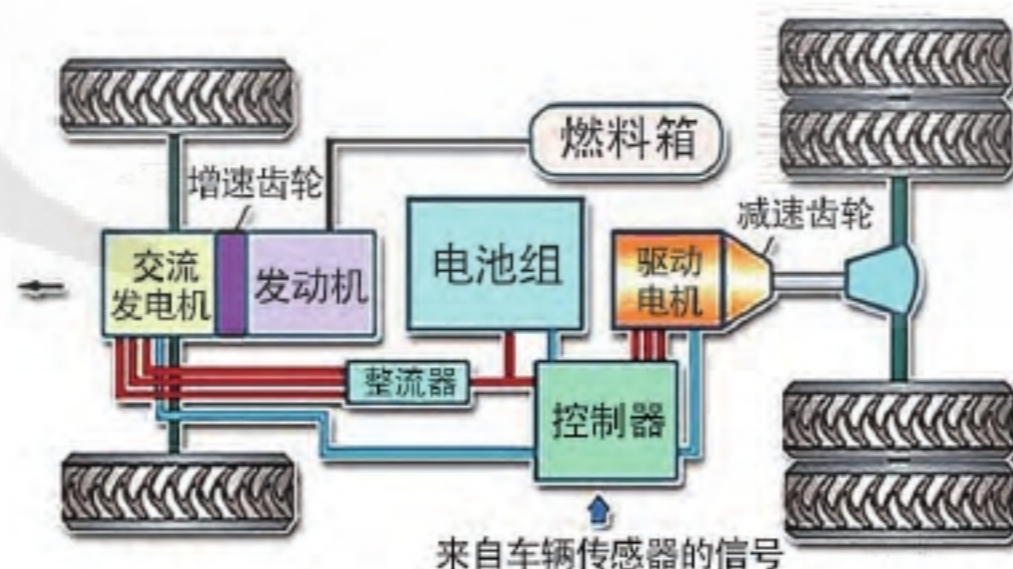 燃料箱
增速齿轮
减速齿轮
交流
发电机
发动机
电池组
驱动
电机
整流器
控制器
来自车辆传感器的信号